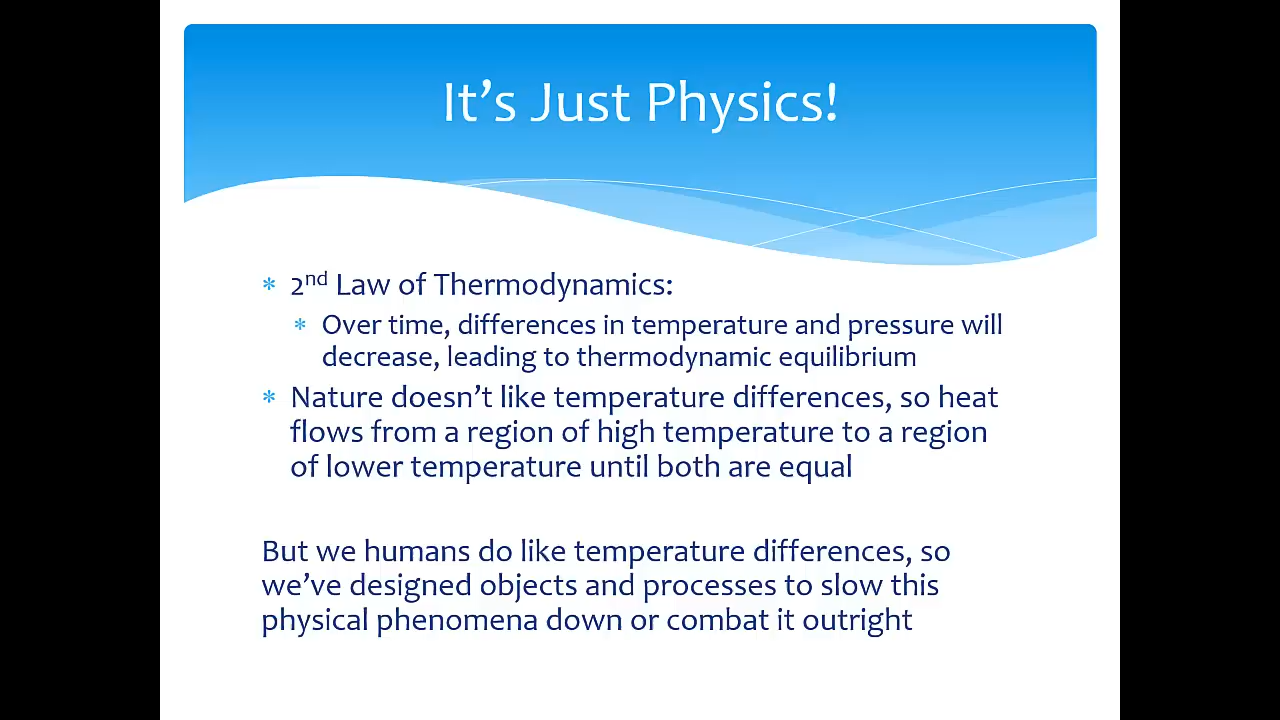 It’s Just Physics!
* 2nd Law of Thermodynamics:
* Over time, differences in temperature and pressure will
decrease, leading to thermodynamic equilibrium
* Nature doesn’t like temperature differences, so heat
flows from a region of high temperature to a region
of lower temperature until both are equal
But we humans do like temperature differences, so
we’ve designed objects and processes to slow this
physical phenomena down or combat it outright